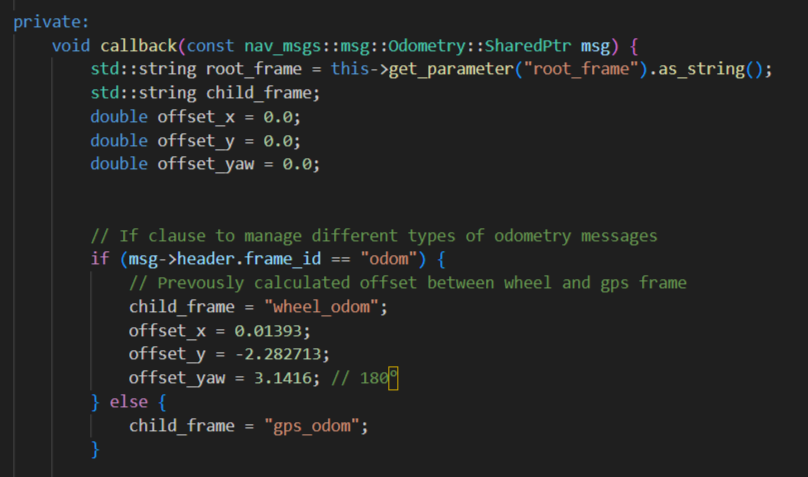 private:
    void callback(const nav_msgs::msg::Odometry::SharedPtr msg) {
        std::string root_frame = this->get_parameter("root_frame").as_string();
        std::string child_frame;
        double offset_x = 0.0;
        double offset_y = 0.0;
        double offset_yaw = 0.0;
        // If clause to manage different types of odometry messages
        if (msg->header.frame_id == "odom") {
            // Prevously calculated offset between wheel and gps frame
            child_frame = "wheel_odom";
            offset_x = 0.01393;
            offset_y = -2.282713;
            offset_yaw = 3.1416; // 180º
        } else {
            child_frame = "gps_odom";
        }